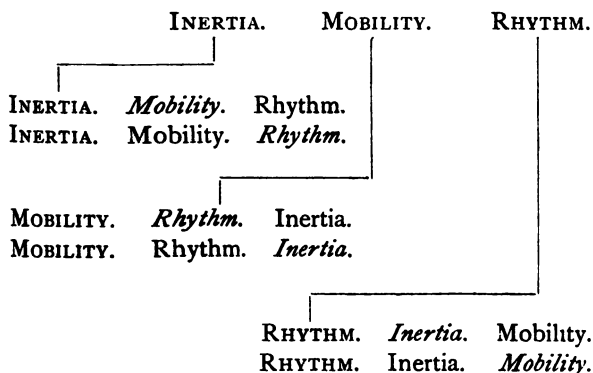 INERTIA. MOBILITY. RHYTHM.
INERTIA. Mobility. Rhythm.
INERTIA. Mobility. Rhythm.
MOBILITY. Rhythm. Inertia.
MOBILITY. Rhythm. Inertia.
RHYTHM. Inertia. Mobility.
RHYTHM. Inertia. Mobility.